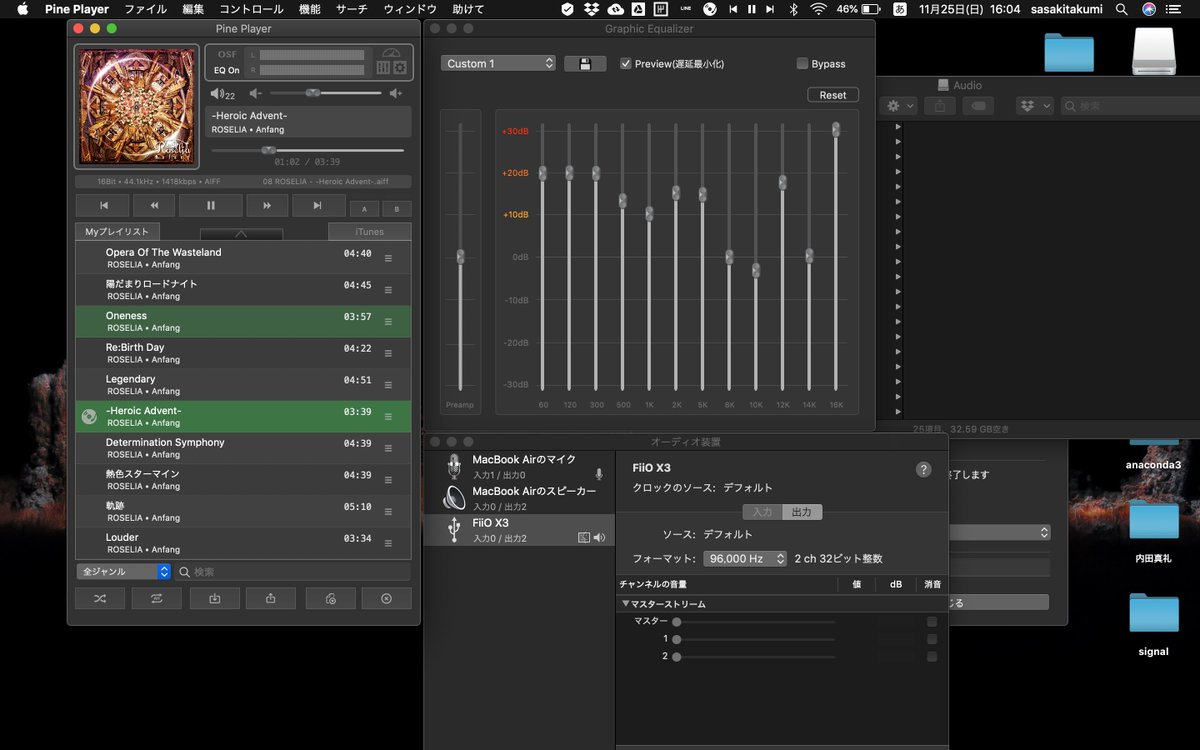 Pine Player ファイル 編集 コントロール 機能 サーチ ウィンドウ 助けて
LINE 46% あ 11月25日(日) 16:04 sasakitakumi
Pine Player
OSF L
EQ On R
22
-Heroic Advent-
ROSELIA • Anfang
01:02 / 03:39
Roselia
16Bit • 44.1kHz • 1418kbps • AIFF 08 ROSELIA - -Heroic Advent-.aiff
A B
Myプレイリスト iTunes
Opera Of The Wasteland 04:40
ROSELIA • Anfang
陽だまりロードナイト 04:45
ROSELIA • Anfang
Oneness 03:57
ROSELIA • Anfang
Re:Birth Day 04:22
ROSELIA • Anfang
Legendary 04:51
ROSELIA • Anfang
-Heroic Advent- 03:39
ROSELIA • Anfang
Determination Symphony 04:39
ROSELIA • Anfang
熱色スターマイン 04:39
ROSELIA • Anfang
軌跡 05:10
ROSELIA • Anfang
Louder 03:34
ROSELIA • Anfang
全ジャンル 検索
Graphic Equalizer
Custom 1 Preview(遅延最小化) Bypass
Reset
+30dB
+20dB
+10dB
0dB
-10dB
-20dB
-30dB
Preamp 60 120 300 500 1K 2K 5K 8K 10K 12K 14K 16K
Audio
検索
25項目、32.59 GB空き
オーディオ装置
MacBook Airのマイク
入力1 / 出力0
MacBook Airのスピーカー
入力0 / 出力2
FiiO X3
入力0 / 出力2
FiiO X3 ?
クロックのソース: デフォルト
入力 出力
ソース: デフォルト
フォーマット: 96,000 Hz 2 ch 32ビット整数
チャンネルの音量 値 dB 消音
▼マスターストリーム
マスター
1
2
終了します
じる
anaconda3
内田真礼
signal